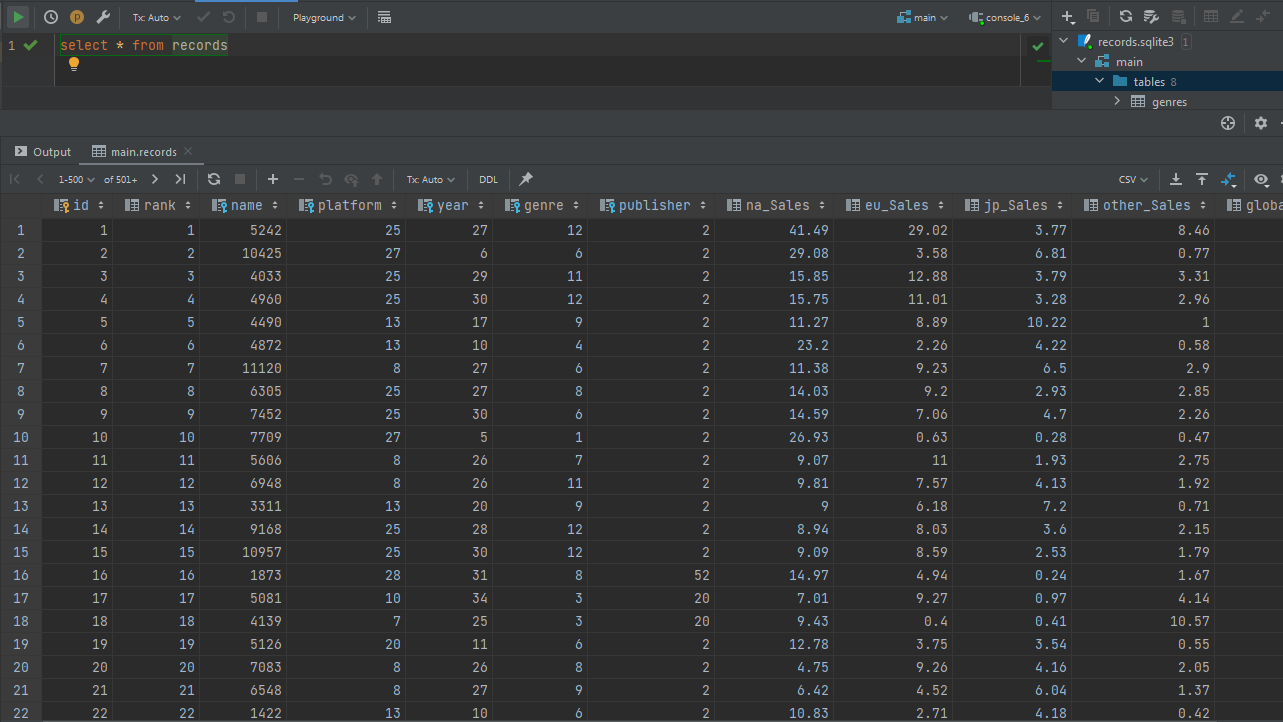 Tx: Auto Playground main console_6
1 select * from records
records.sqlite3 1
main
tables 8
genres
Output main.records
1-500 of 501+ Tx: Auto DDL CSV
id rank name platform year genre publisher na_Sales eu_Sales jp_Sales other_Sales globa
1 1 1 5242 25 27 12 2 41.49 29.02 3.77 8.46
2 2 2 10425 27 6 6 2 29.08 3.58 6.81 0.77
3 3 3 4033 25 29 11 2 15.85 12.88 3.79 3.31
4 4 4 4960 25 30 12 2 15.75 11.01 3.28 2.96
5 5 5 4490 13 17 9 2 11.27 8.89 10.22 1
6 6 6 4872 13 10 4 2 23.2 2.26 4.22 0.58
7 7 7 11120 8 27 6 2 11.38 9.23 6.5 2.9
8 8 8 6305 25 27 8 2 14.03 9.2 2.93 2.85
9 9 9 7452 25 30 6 2 14.59 7.06 4.7 2.26
10 10 10 7709 27 5 1 2 26.93 0.63 0.28 0.47
11 11 11 5606 8 26 7 2 9.07 11 1.93 2.75
12 12 12 6948 8 26 11 2 9.81 7.57 4.13 1.92
13 13 13 3311 13 20 9 2 9 6.18 7.2 0.71
14 14 14 9168 25 28 12 2 8.94 8.03 3.6 2.15
15 15 15 10957 25 30 12 2 9.09 8.59 2.53 1.79
16 16 16 1873 28 31 8 52 14.97 4.94 0.24 1.67
17 17 17 5081 10 34 3 20 7.01 9.27 0.97 4.14
18 18 18 4139 7 25 3 20 9.43 0.4 0.41 10.57
19 19 19 5126 20 11 6 2 12.78 3.75 3.54 0.55
20 20 20 7083 8 26 8 2 4.75 9.26 4.16 2.05
21 21 21 6548 8 27 9 2 6.42 4.52 6.04 1.37
22 22 22 1422 13 10 6 2 10.83 2.71 4.18 0.42